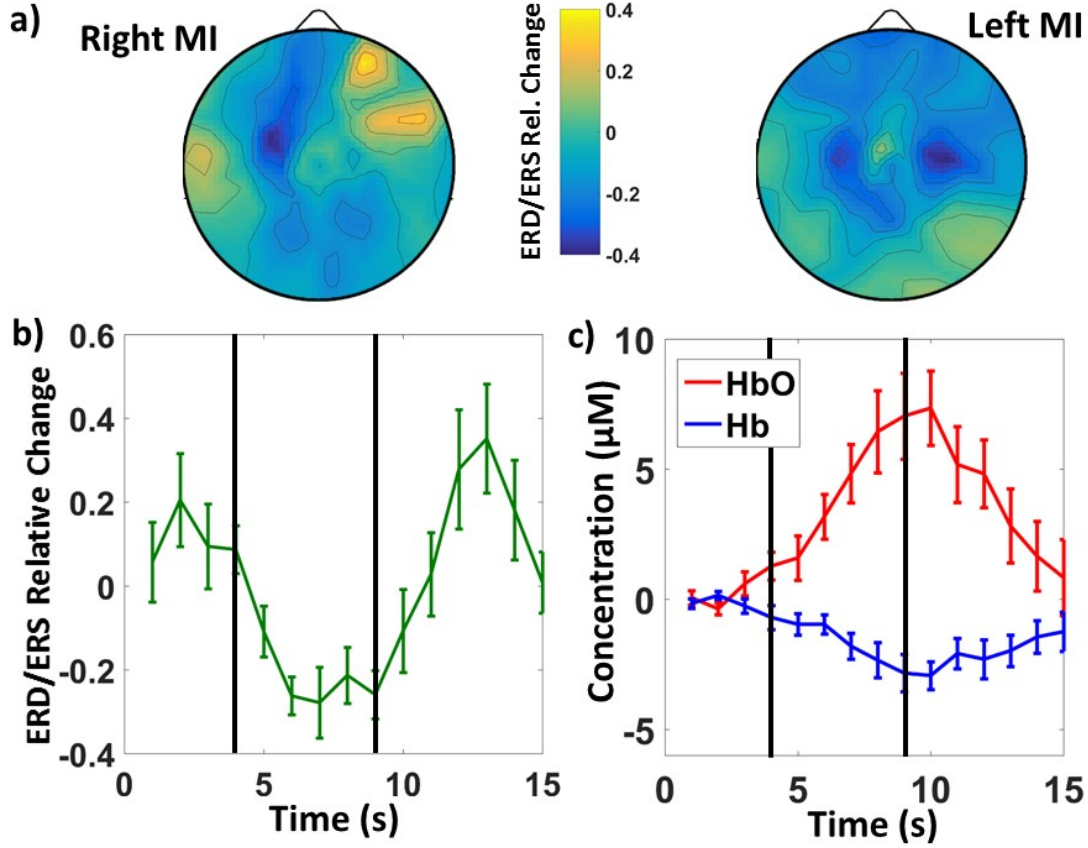 a)
Right MI
Left MI
ERD/ERS Rel. Change
0.4
0.2
0
-0.2
-0.4
b)
ERD/ERS Relative Change
0.6
0.4
0.2
0
-0.2
-0.4
0
5
10
15
Time (s)
c)
Concentration (µM)
10
5
0
-5
HbO
Hb
0
5
10
15
Time (s)